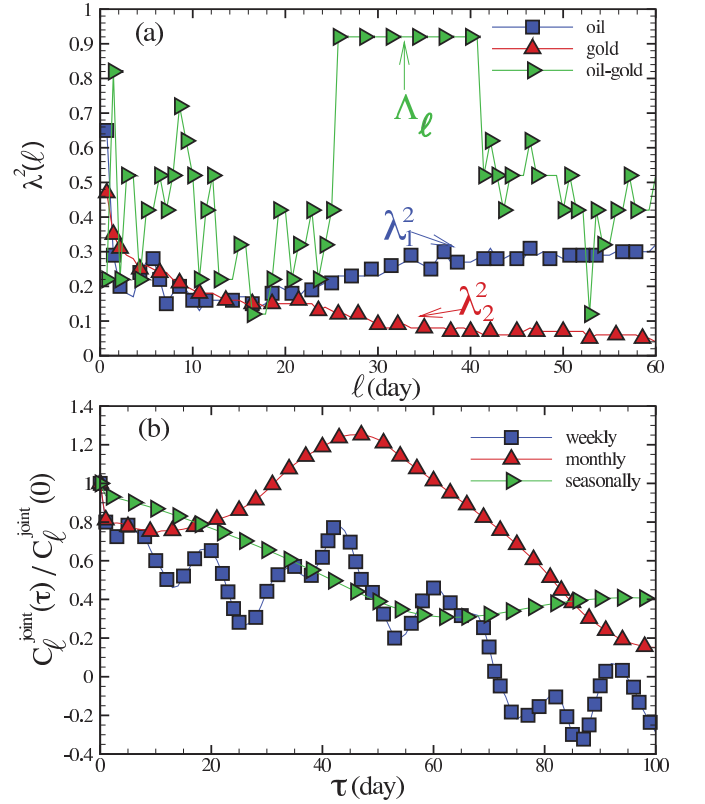 (a)
oil
gold
oil-gold
1
0.9
0.8
0.7
0.6
0.5
0.4
0.3
0.2
0.1
0
λ²(ℓ)
Λ_ℓ
λ₁²
λ₂²
0 10 20 30 40 50 60
ℓ (day)
(b)
weekly
monthly
seasonally
1.4
1.2
1
0.8
0.6
0.4
0.2
0
-0.2
-0.4
C_ℓ^joint(τ) / C_ℓ^joint(0)
0 20 40 60 80 100
τ (day)